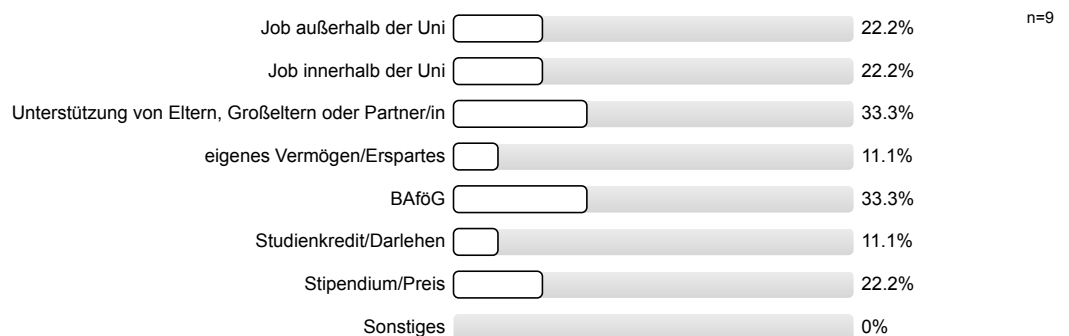 n=9
Job außerhalb der Uni 22.2%
Job innerhalb der Uni 22.2%
Unterstützung von Eltern, Großeltern oder Partner/in 33.3%
eigenes Vermögen/Erspartes 11.1%
BAföG 33.3%
Studienkredit/Darlehen 11.1%
Stipendium/Preis 22.2%
Sonstiges 0%